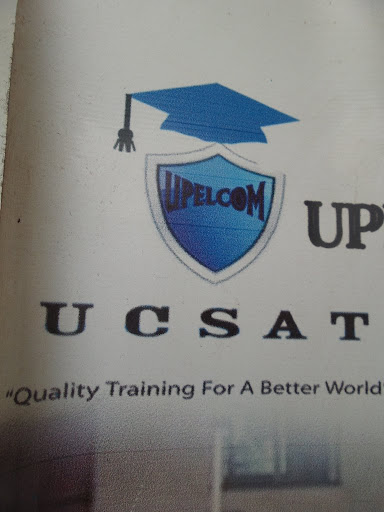 UPELCOM
UP
UCSAT
"Quality Training For A Better World"